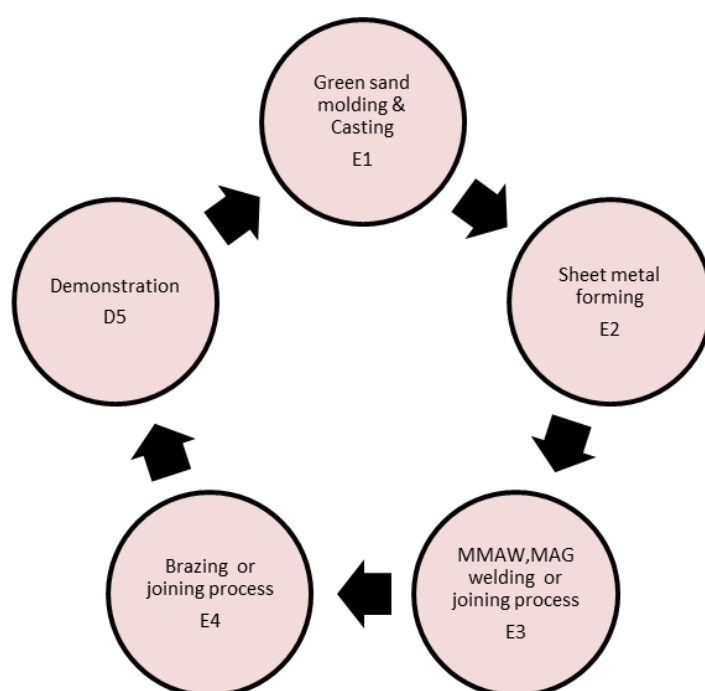 Green sand
molding &
Casting
E1
Sheet metal
forming
E2
MMAW,MAG
welding or
joining process
E3
Brazing or
joining process
E4
Demonstration
D5